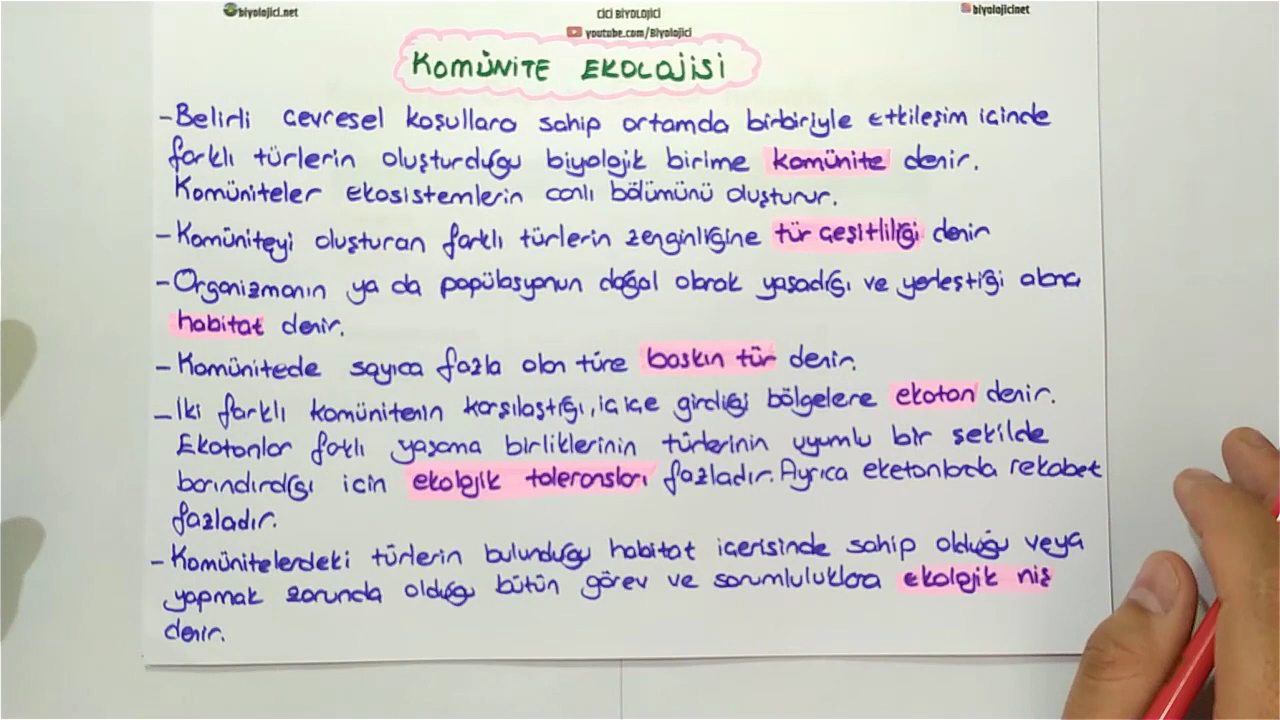 biyolojici.net
CİCİ BİYOLOJİCİ
biyolojicinet
youtube.com/Biyolojici
KOMÜNİTE EKOLOJİSİ
- Belirli çevresel koşullara sahip ortamda birbiriyle etkileşim içinde
farklı türlerin oluşturduğu biyolojik birime komünite denir.
Komüniteler ekosistemlerin canlı bölümünü oluşturur.
- Komüniteyi oluşturan farklı türlerin zenginliğine tür çeşitliliği denir
- Organizmanın ya da popülasyonun doğal olarak yaşadığı ve yerleştiği alana
habitat denir.
- Komünitede sayıca fazla olan türe baskın tür denir.
- İki farklı komünitenin karşılaştığı, iç içe girdiği bölgelere ekoton denir.
Ekotonlar faklı yaşama birliklerinin türlerinin uyumlu bir şekilde
barındırdığı için ekolojik toleransları fazladır. Ayrıca eketonlarda rekabet
fazladır.
- Komünitelerdeki türlerin bulunduğu habitat içerisinde sahip olduğu veya
yapmak zorunda olduğu bütün görev ve sorumluluklara ekolojik niş
denir.